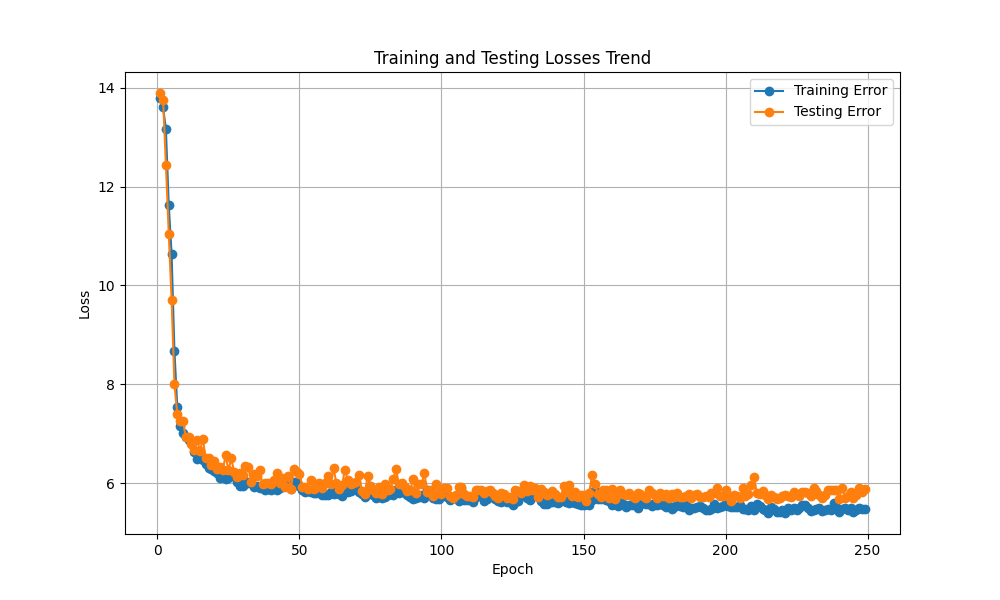 Training and Testing Losses Trend
Training Error
Testing Error
14
12
10
8
6
Loss
0
50
100
150
200
250
Epoch